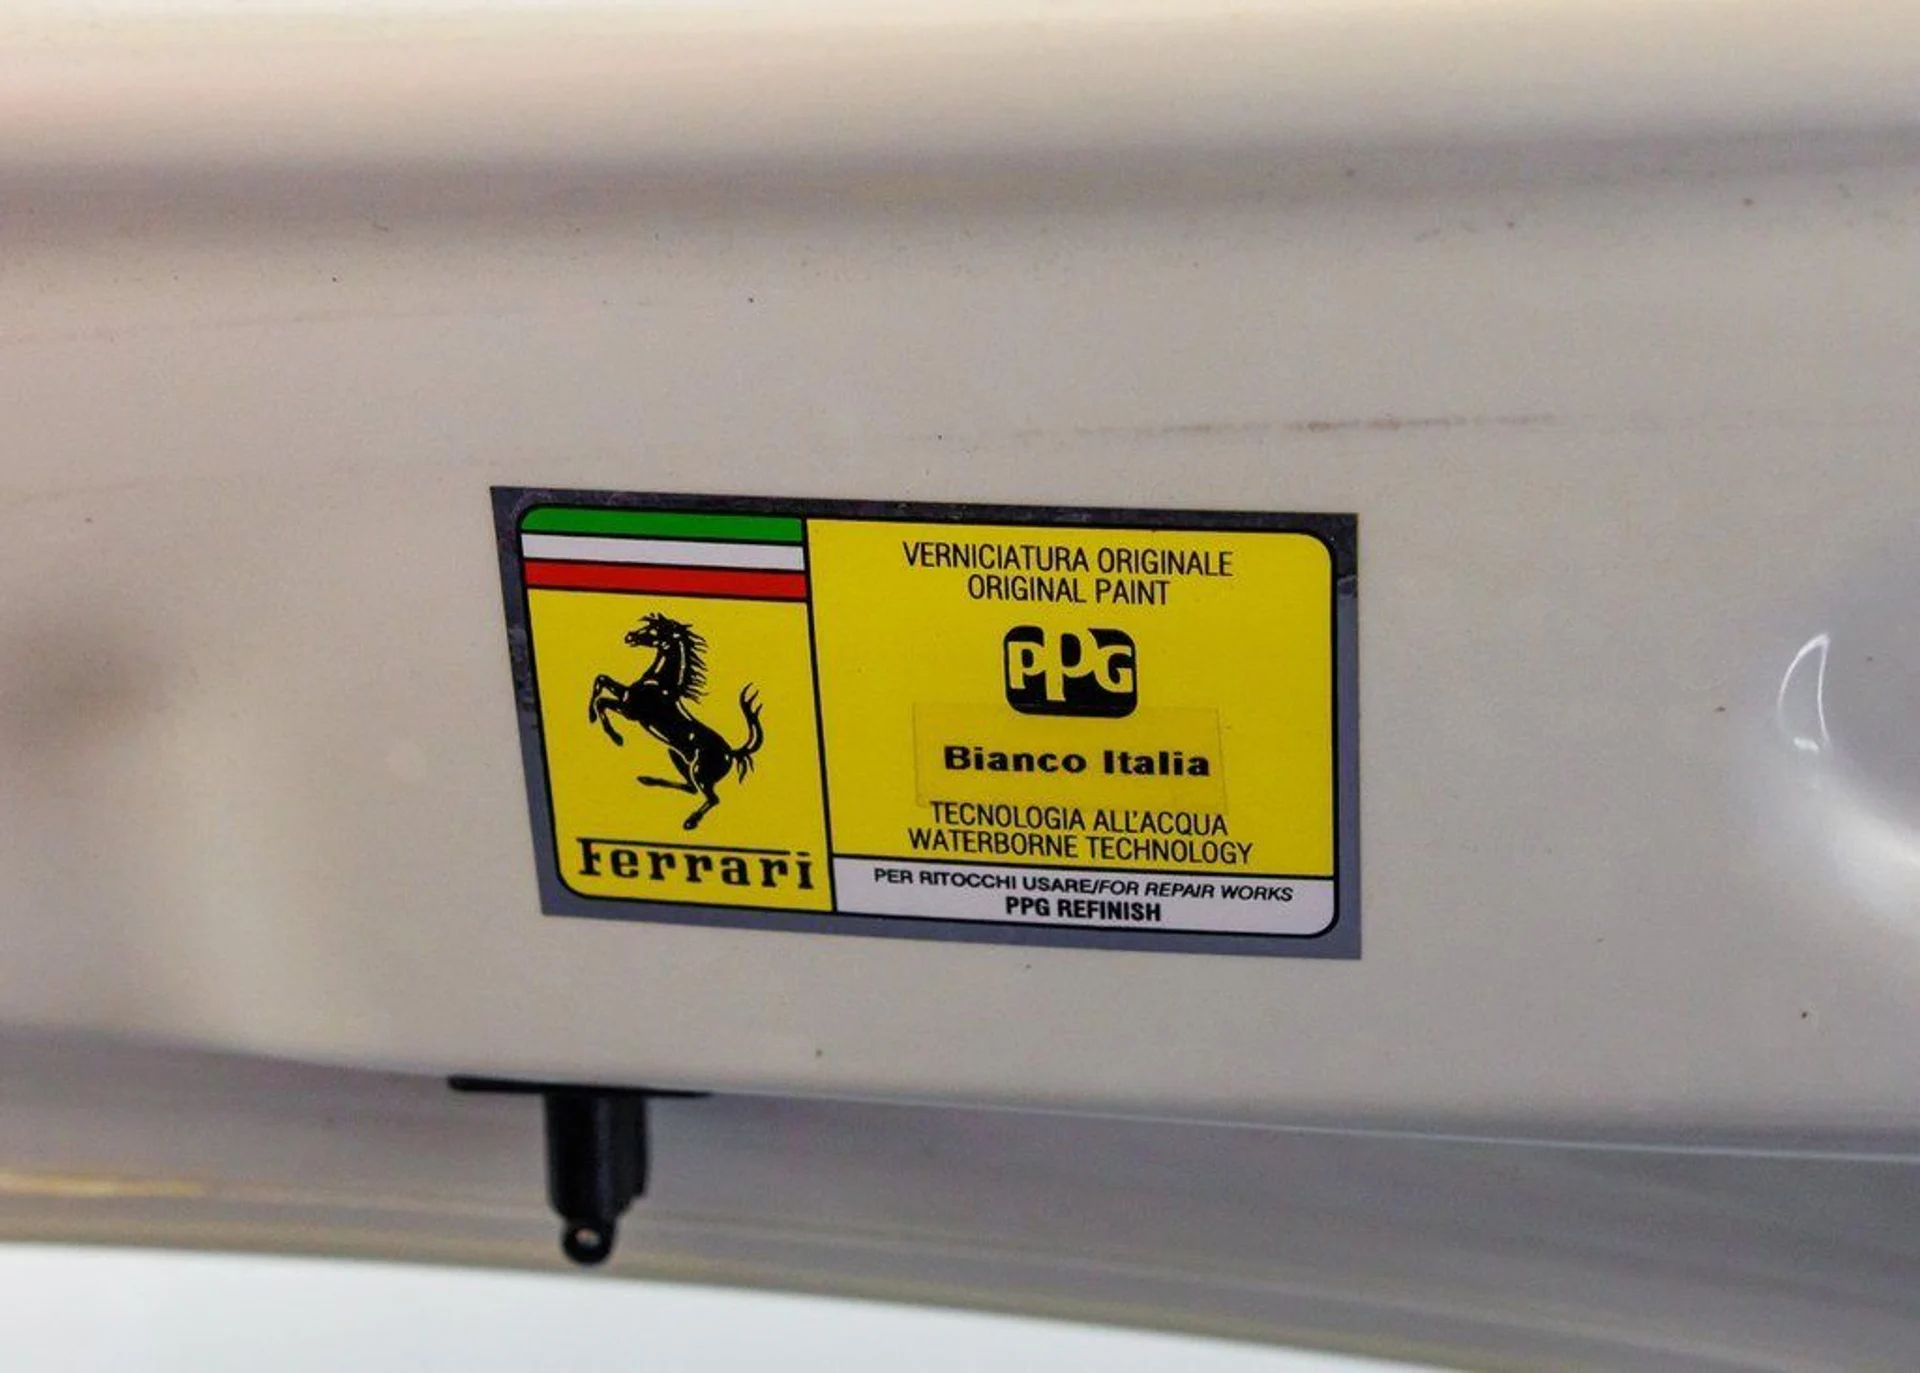 VERNICIATURA ORIGINALE
ORIGINAL PAINT
PPG
Bianco Italia
TECNOLOGIA ALL'ACQUA
WATERBORNE TECHNOLOGY
Ferrari
PER RITOCCHI USARE/FOR REPAIR WORKS
PPG REFINISH